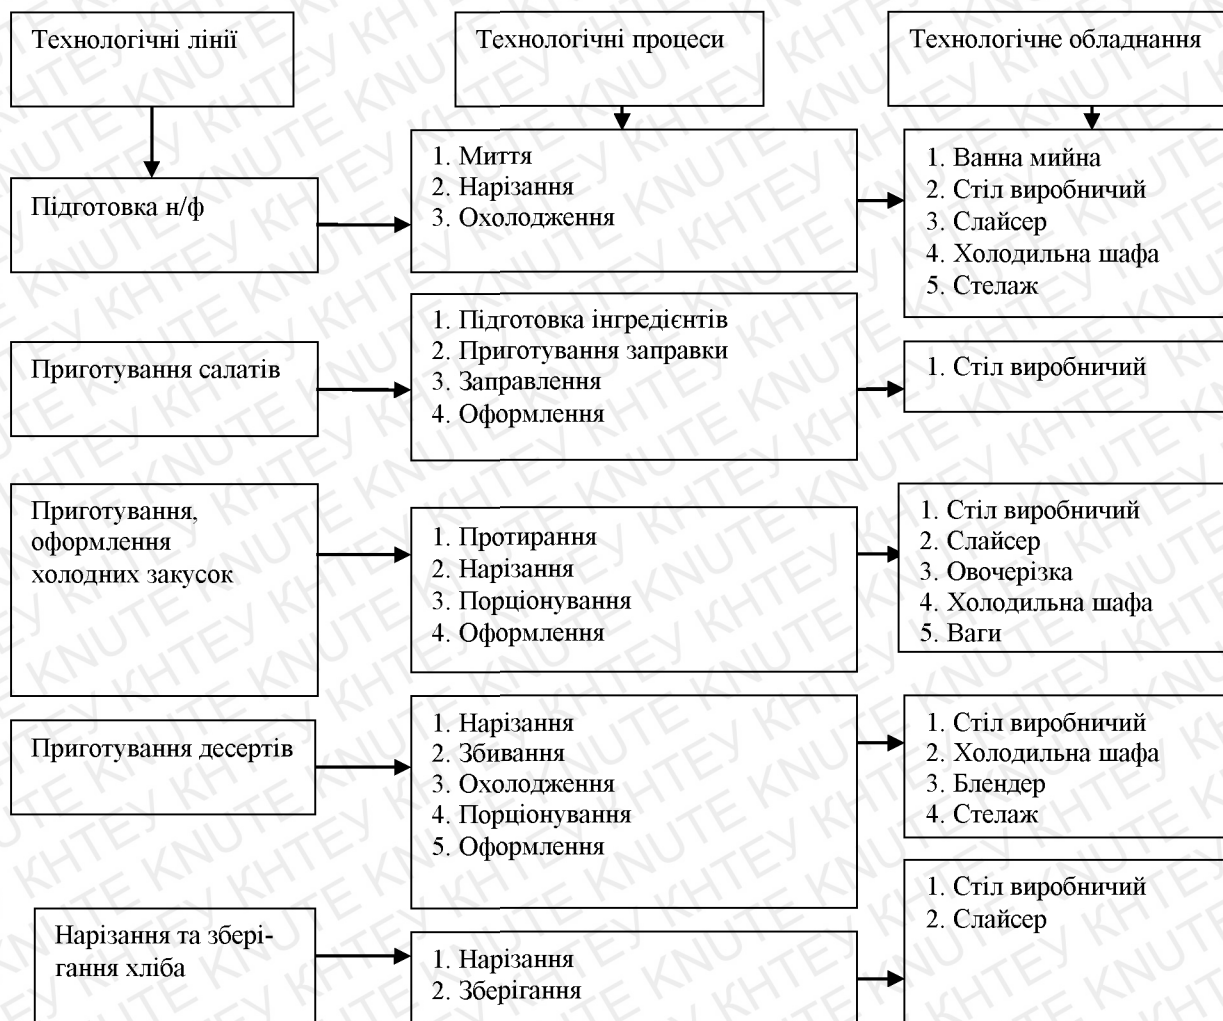 Технологічні лінії
Технологічні процеси
Технологічне обладнання
Підготовка н/ф
1. Миття
2. Нарізання
3. Охолодження
1. Ванна мийна
2. Стіл виробничий
3. Слайсер
4. Холодильна шафа
5. Стелаж
Приготування салатів
1. Підготовка інгредієнтів
2. Приготування заправки
3. Заправлення
4. Оформлення
1. Стіл виробничий
Приготування,
оформлення
холодних закусок
1. Протирання
2. Нарізання
3. Порціонування
4. Оформлення
1. Стіл виробничий
2. Слайсер
3. Овочерізка
4. Холодильна шафа
5. Ваги
Приготування десертів
1. Нарізання
2. Збивання
3. Охолодження
4. Порціонування
5. Оформлення
1. Стіл виробничий
2. Холодильна шафа
3. Блендер
4. Стелаж
Нарізання та збері-
гання хліба
1. Нарізання
2. Зберігання
1. Стіл виробничий
2. Слайсер